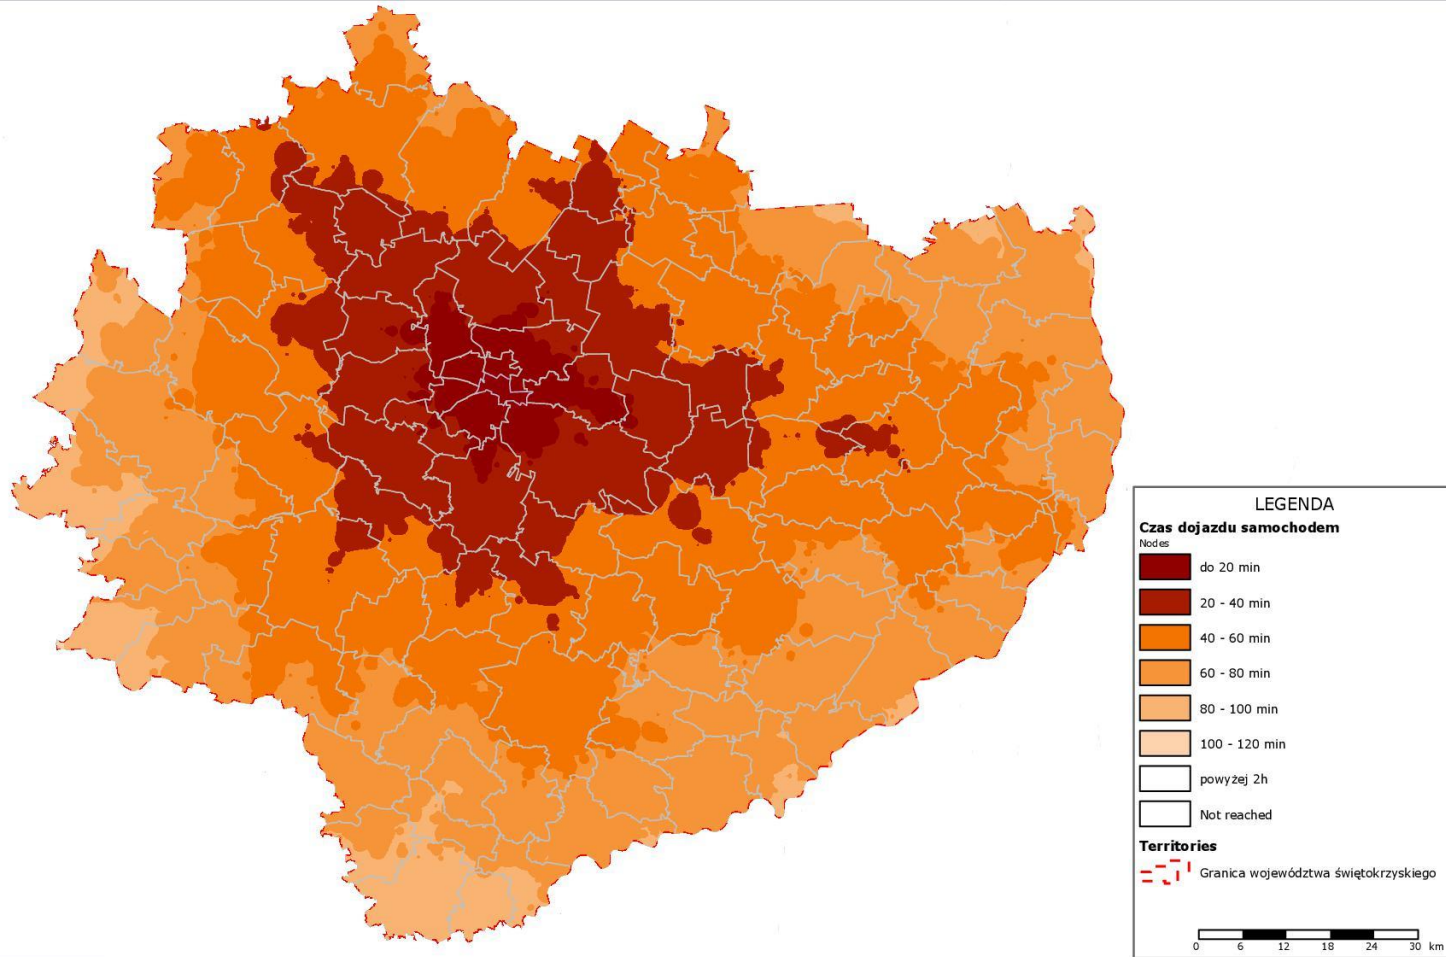 LEGENDA
Czas dojazdu samochodem
Nodes
do 20 min
20 - 40 min
40 - 60 min
60 - 80 min
80 - 100 min
100 - 120 min
powyżej 2h
Not reached
Territories
Granica województwa świętokrzyskiego
0 6 12 18 24 30 km